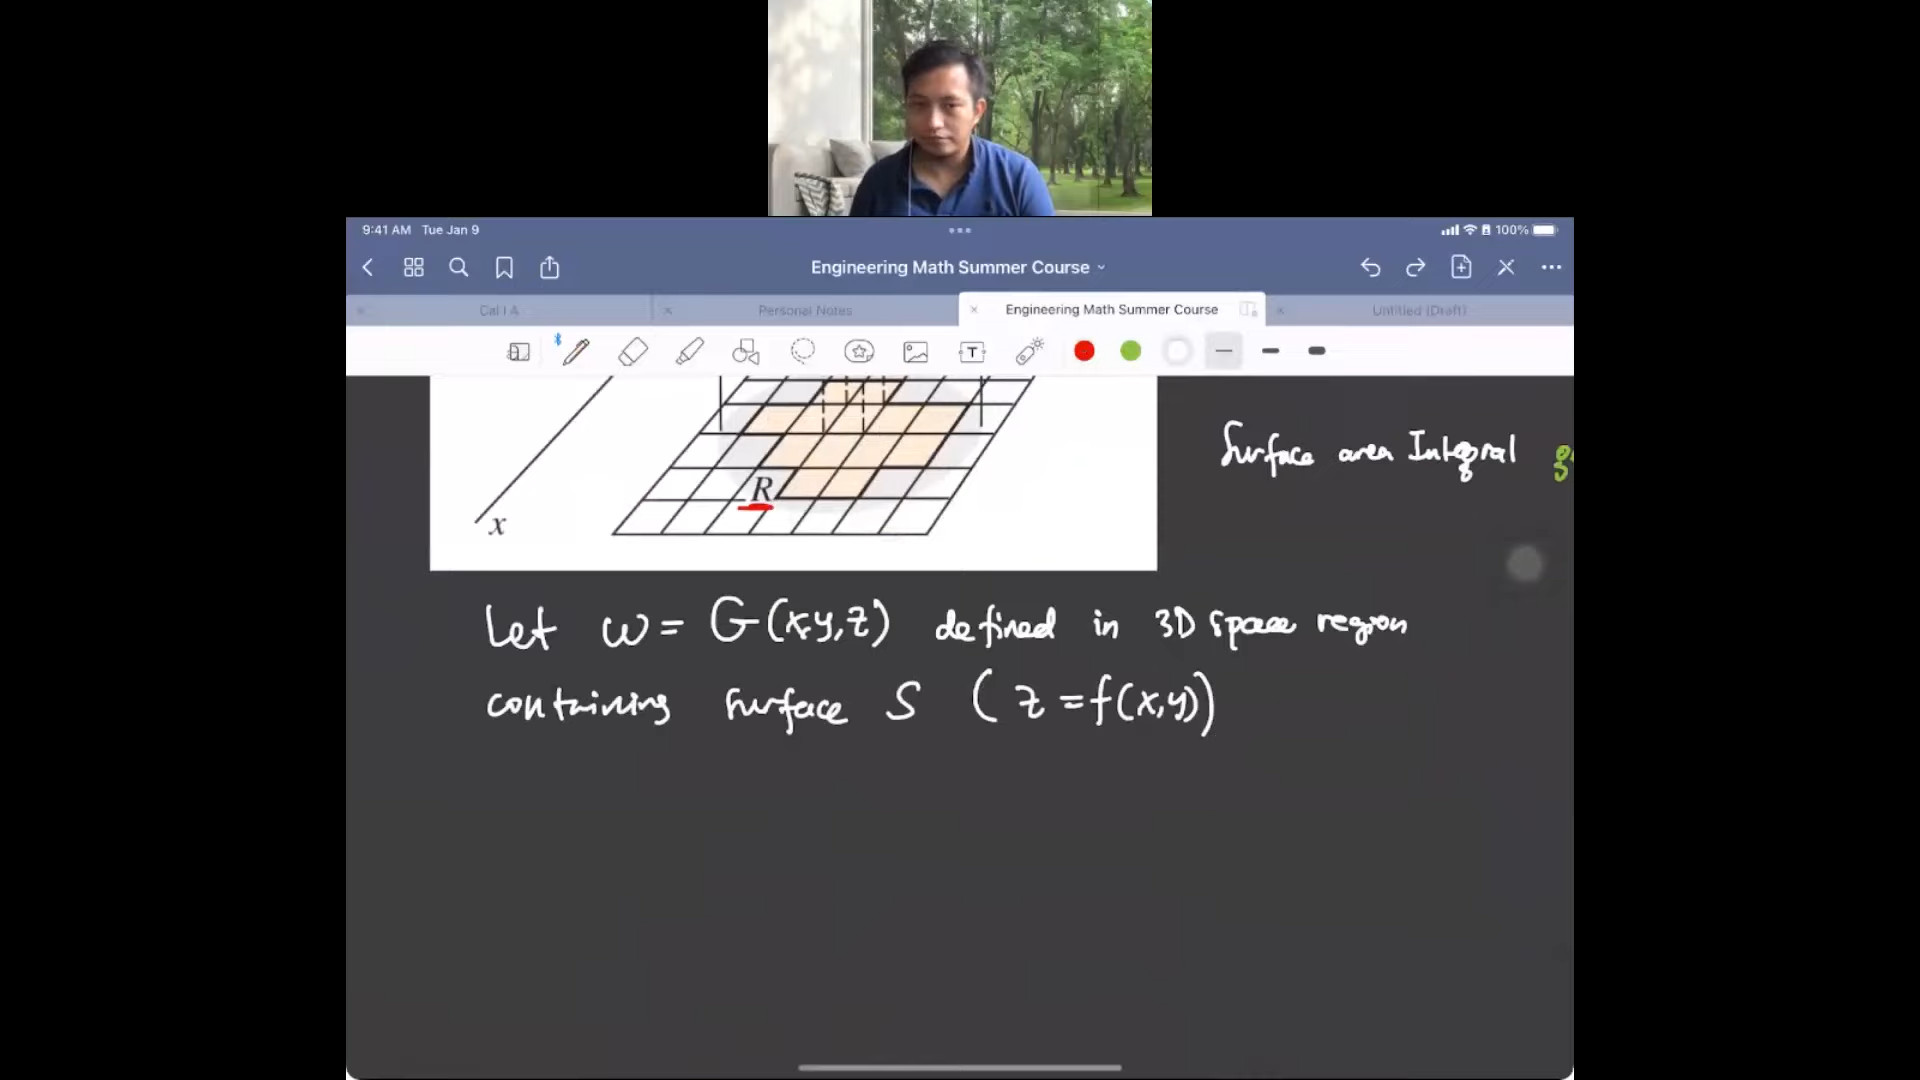 9:41 AM Tue Jan 9
100%
Engineering Math Summer Course
Cal I A
Personal Notes
Engineering Math Summer Course
Untitled (Draft)
T
R
x
Surface area Integral
Let w = G(x,y,z) defined in 3D space region
containing surface S (z = f(x,y))